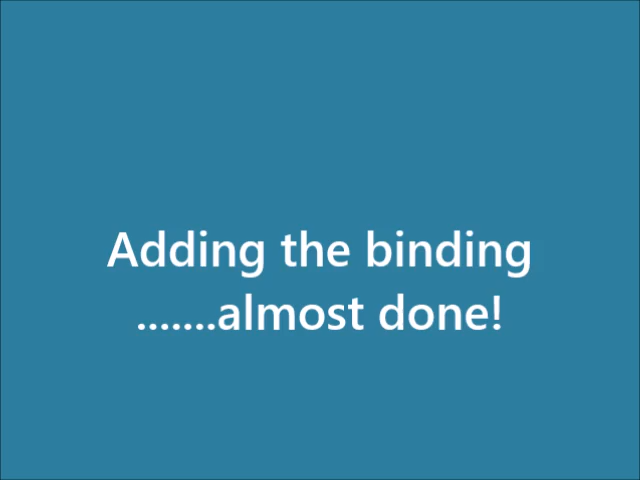 Adding the binding
.......almost done!